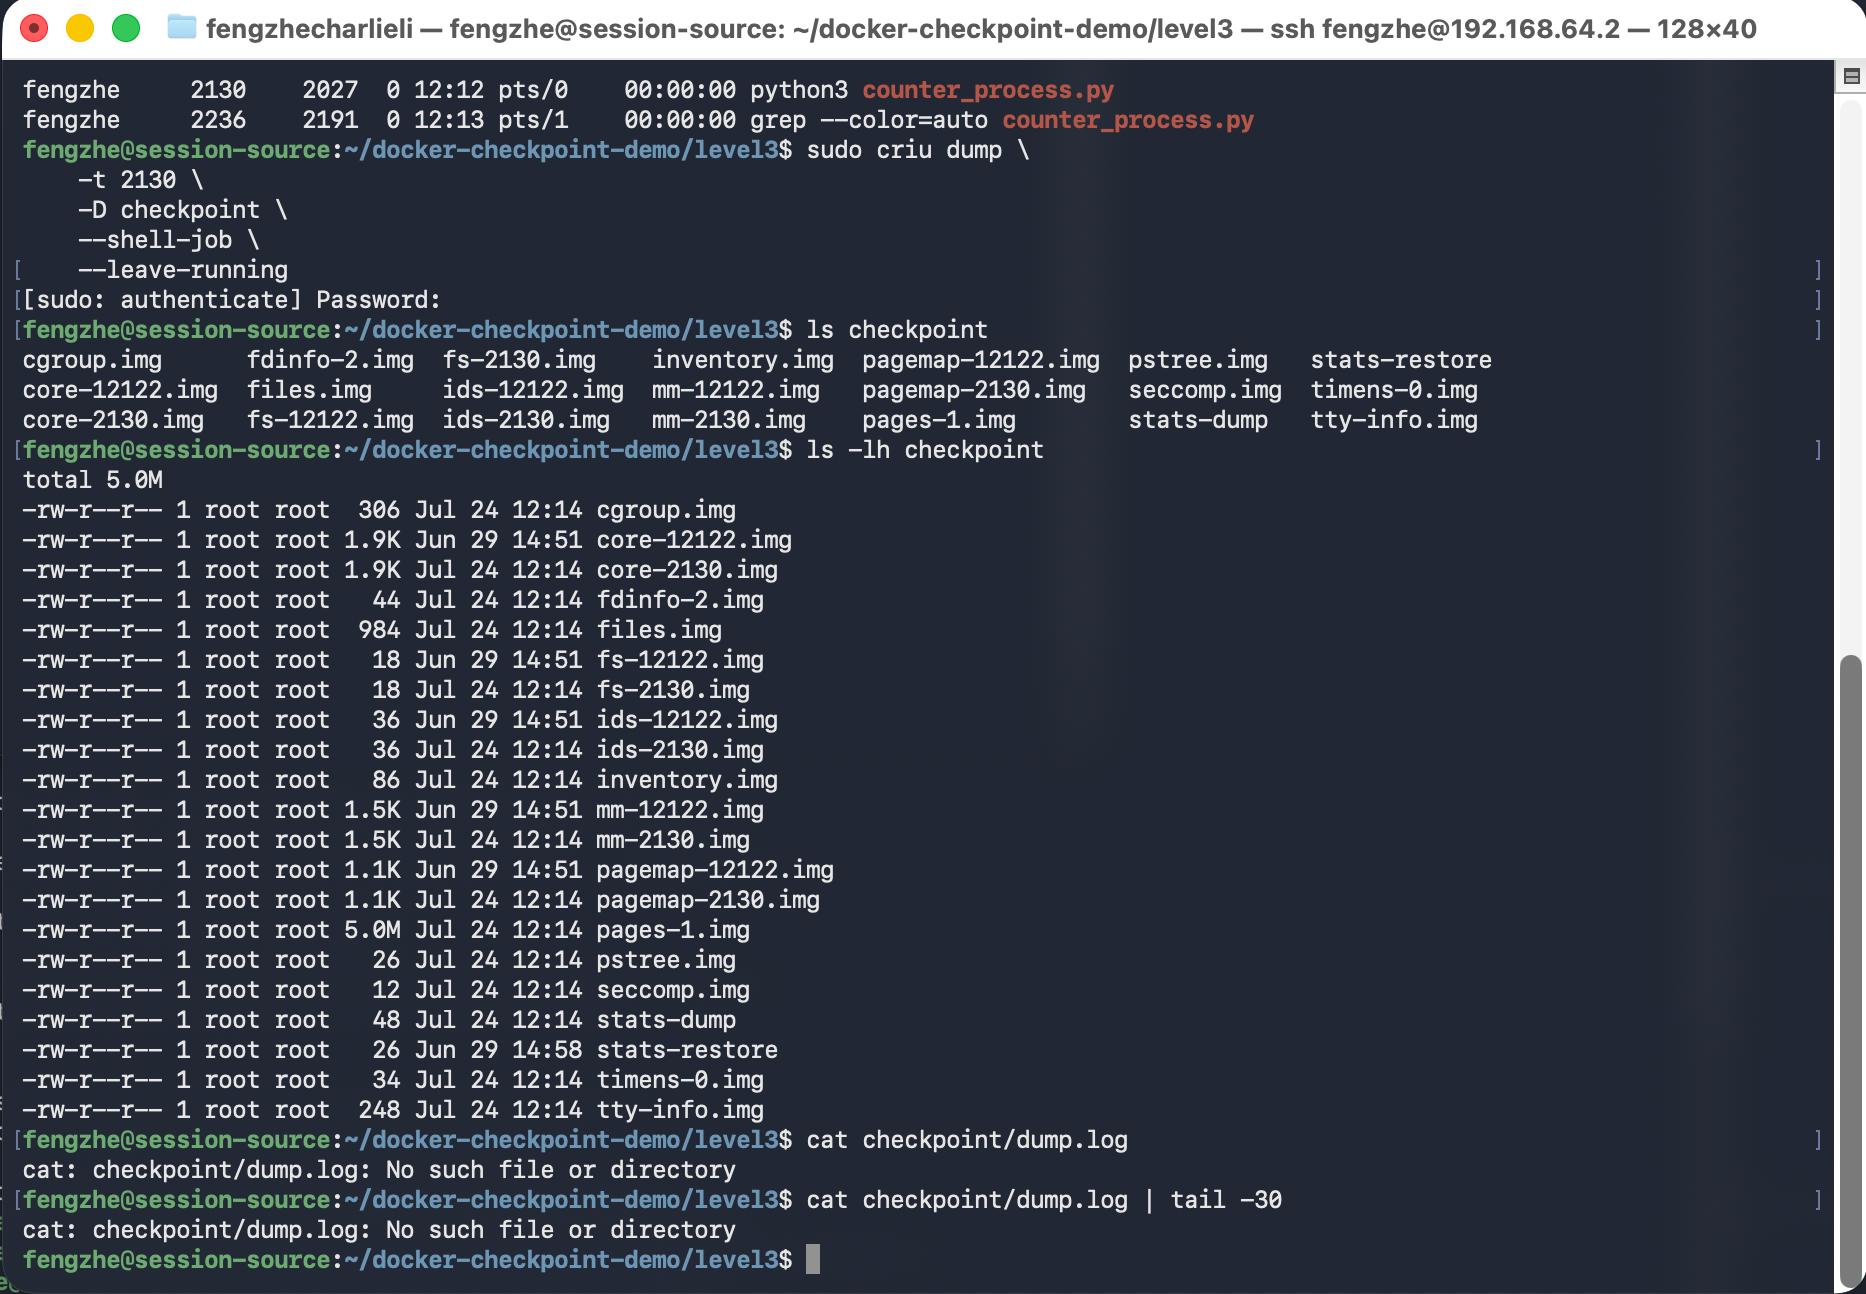 fengzhecharlieli — fengzhe@session-source: ~/docker-checkpoint-demo/level3 — ssh fengzhe@192.168.64.2 — 128×40
fengzhe     2130    2027  0 12:12 pts/0    00:00:00 python3 counter_process.py
fengzhe     2236    2191  0 12:13 pts/1    00:00:00 grep --color=auto counter_process.py
fengzhe@session-source:~/docker-checkpoint-demo/level3$ sudo criu dump \
    -t 2130 \
    -D checkpoint \
    --shell-job \
[    --leave-running ]
[[sudo: authenticate] Password: ]
[fengzhe@session-source:~/docker-checkpoint-demo/level3$ ls checkpoint ]
cgroup.img      fdinfo-2.img  fs-2130.img    inventory.img  pagemap-12122.img  pstree.img   stats-restore
core-12122.img  files.img     ids-12122.img  mm-12122.img   pagemap-2130.img   seccomp.img  timens-0.img
core-2130.img   fs-12122.img  ids-2130.img   mm-2130.img    pages-1.img        stats-dump   tty-info.img
[fengzhe@session-source:~/docker-checkpoint-demo/level3$ ls -lh checkpoint ]
total 5.0M
-rw-r--r-- 1 root root  306 Jul 24 12:14 cgroup.img
-rw-r--r-- 1 root root 1.9K Jun 29 14:51 core-12122.img
-rw-r--r-- 1 root root 1.9K Jul 24 12:14 core-2130.img
-rw-r--r-- 1 root root   44 Jul 24 12:14 fdinfo-2.img
-rw-r--r-- 1 root root  984 Jul 24 12:14 files.img
-rw-r--r-- 1 root root   18 Jun 29 14:51 fs-12122.img
-rw-r--r-- 1 root root   18 Jul 24 12:14 fs-2130.img
-rw-r--r-- 1 root root   36 Jun 29 14:51 ids-12122.img
-rw-r--r-- 1 root root   36 Jul 24 12:14 ids-2130.img
-rw-r--r-- 1 root root   86 Jul 24 12:14 inventory.img
-rw-r--r-- 1 root root 1.5K Jun 29 14:51 mm-12122.img
-rw-r--r-- 1 root root 1.5K Jul 24 12:14 mm-2130.img
-rw-r--r-- 1 root root 1.1K Jun 29 14:51 pagemap-12122.img
-rw-r--r-- 1 root root 1.1K Jul 24 12:14 pagemap-2130.img
-rw-r--r-- 1 root root 5.0M Jul 24 12:14 pages-1.img
-rw-r--r-- 1 root root   26 Jul 24 12:14 pstree.img
-rw-r--r-- 1 root root   12 Jul 24 12:14 seccomp.img
-rw-r--r-- 1 root root   48 Jul 24 12:14 stats-dump
-rw-r--r-- 1 root root   26 Jun 29 14:58 stats-restore
-rw-r--r-- 1 root root   34 Jul 24 12:14 timens-0.img
-rw-r--r-- 1 root root  248 Jul 24 12:14 tty-info.img
[fengzhe@session-source:~/docker-checkpoint-demo/level3$ cat checkpoint/dump.log ]
cat: checkpoint/dump.log: No such file or directory
[fengzhe@session-source:~/docker-checkpoint-demo/level3$ cat checkpoint/dump.log | tail -30 ]
cat: checkpoint/dump.log: No such file or directory
fengzhe@session-source:~/docker-checkpoint-demo/level3$